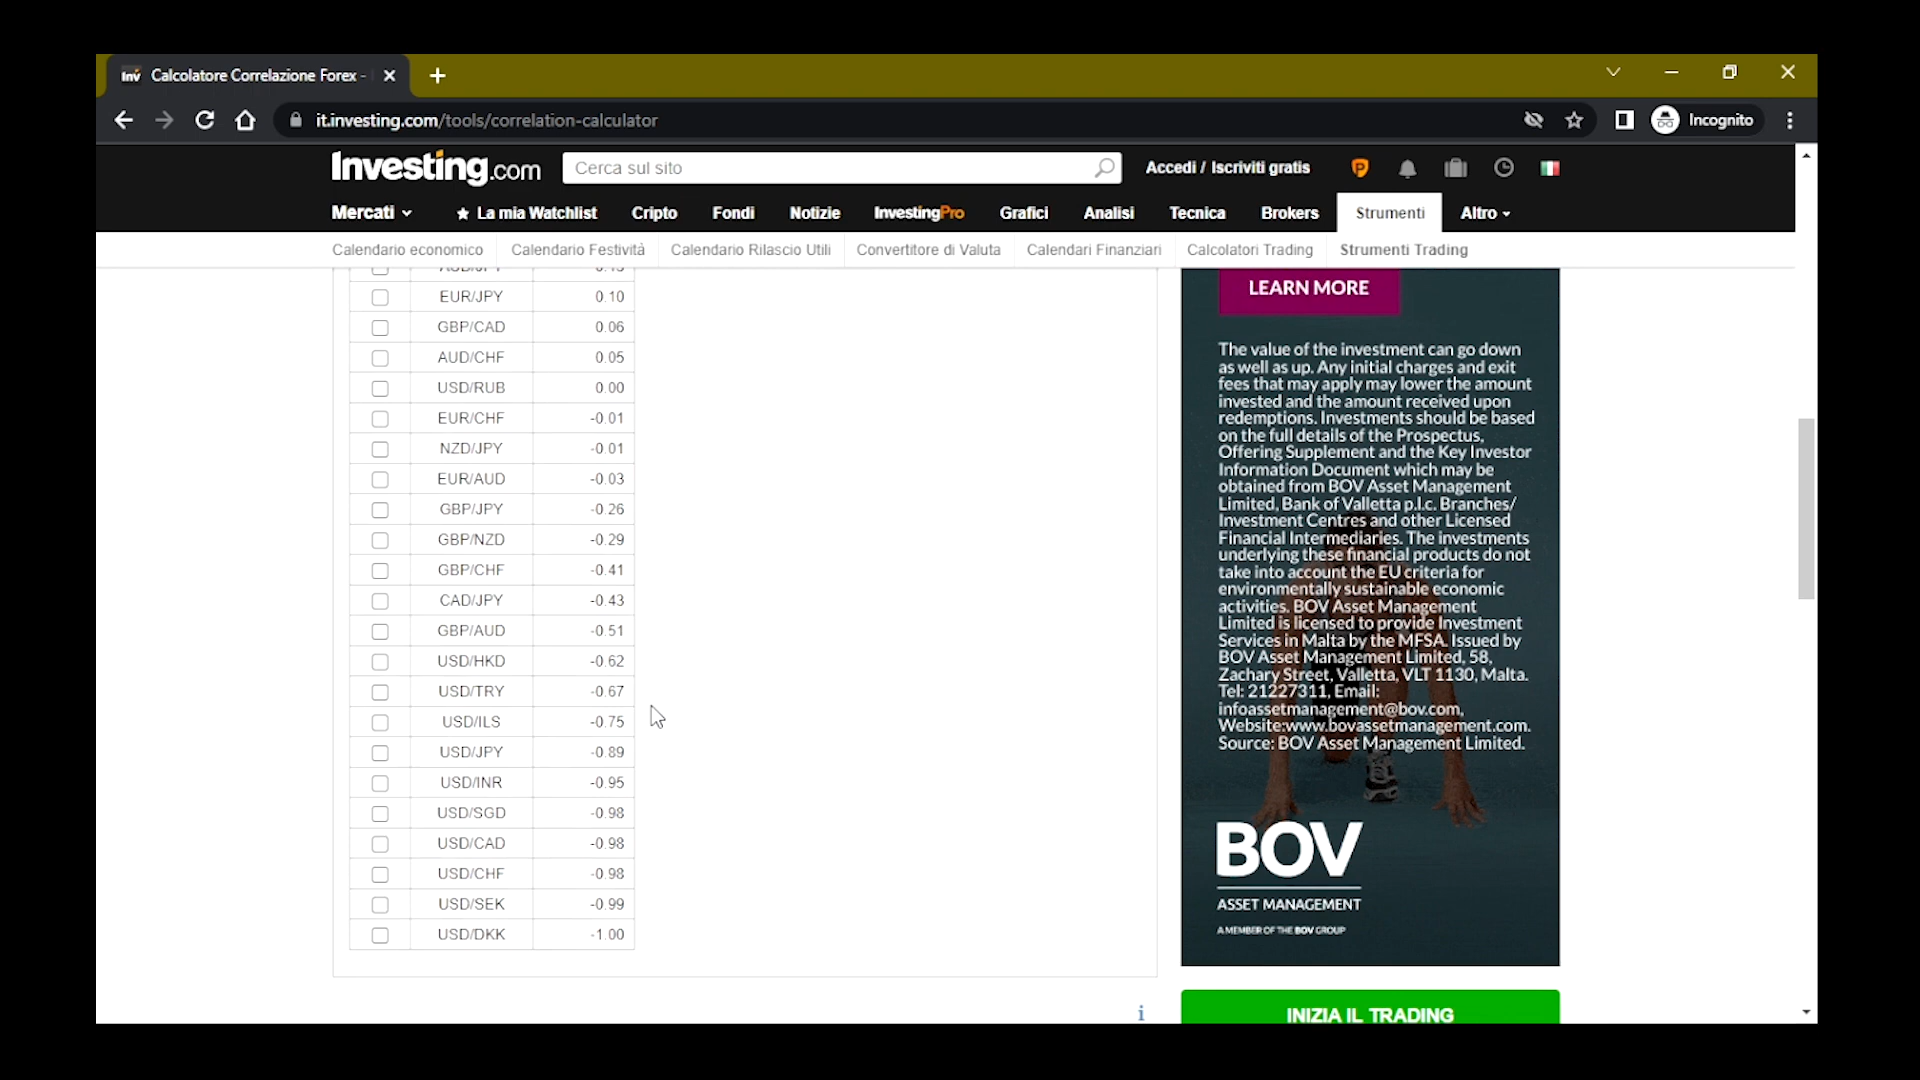 inv Calcolatore Correlazione Forex -
it.investing.com/tools/correlation-calculator
Incognito
Investing.com
Cerca sul sito
Accedi / Iscriviti gratis
Mercati
La mia Watchlist
Cripto
Fondi
Notizie
InvestingPro
Grafici
Analisi
Tecnica
Brokers
Strumenti
Altro
Calendario economico
Calendario Festività
Calendario Rilascio Utili
Convertitore di Valuta
Calendari Finanziari
Calcolatori Trading
Strumenti Trading
EUR/JPY 0.10
GBP/CAD 0.06
AUD/CHF 0.05
USD/RUB 0.00
EUR/CHF -0.01
NZD/JPY -0.01
EUR/AUD -0.03
GBP/JPY -0.26
GBP/NZD -0.29
GBP/CHF -0.41
CAD/JPY -0.43
GBP/AUD -0.51
USD/HKD -0.62
USD/TRY -0.67
USD/ILS -0.75
USD/JPY -0.89
USD/INR -0.95
USD/SGD -0.98
USD/CAD -0.98
USD/CHF -0.98
USD/SEK -0.99
USD/DKK -1.00
LEARN MORE
The value of the investment can go down
as well as up. Any initial charges and exit
fees that may apply may lower the amount
invested and the amount received upon
redemptions. Investments should be based
on the full details of the Prospectus,
Offering Supplement and the Key Investor
Information Document which may be
obtained from BOV Asset Management
Limited, Bank of Valletta p.l.c. Branches/
Investment Centres and other Licensed
Financial Intermediaries. The investments
underlying these financial products do not
take into account the EU criteria for
environmentally sustainable economic
activities. BOV Asset Management
Limited is licensed to provide Investment
Services in Malta by the MFSA. Issued by
BOV Asset Management Limited, 58,
Zachary Street, Valletta, VLT 1130, Malta.
Tel: 21227311, Email:
infoassetmanagement@bov.com,
Website:www.bovassetmanagement.com.
Source: BOV Asset Management Limited.
BOV
ASSET MANAGEMENT
A MEMBER OF THE BOV GROUP
INIZIA IL TRADING